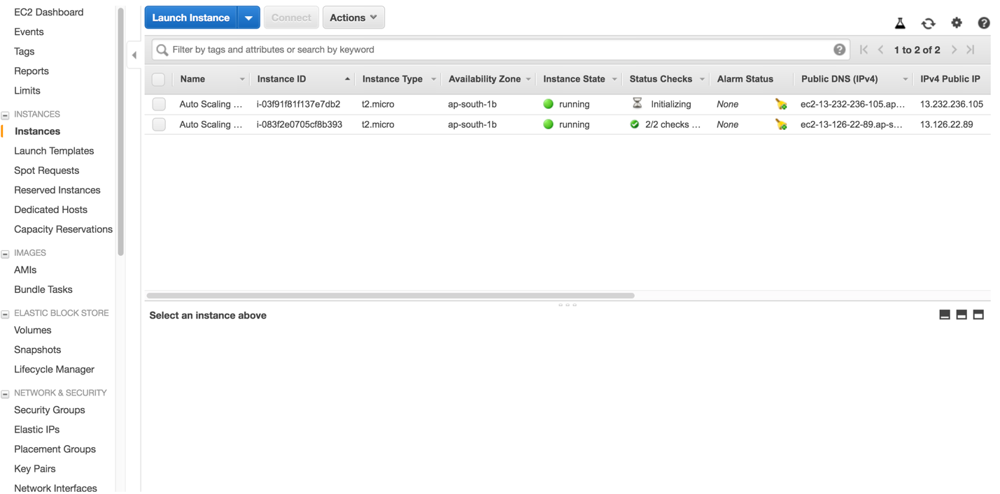 EC2 Dashboard
Events
Tags
Reports
Limits
INSTANCES
Instances
Launch Templates
Spot Requests
Reserved Instances
Dedicated Hosts
Capacity Reservations
IMAGES
AMIs
Bundle Tasks
ELASTIC BLOCK STORE
Volumes
Snapshots
Lifecycle Manager
NETWORK & SECURITY
Security Groups
Elastic IPs
Placement Groups
Key Pairs
Network Interfaces
Launch Instance Connect Actions
Filter by tags and attributes or search by keyword 1 to 2 of 2
Name Instance ID Instance Type Availability Zone Instance State Status Checks Alarm Status Public DNS (IPv4) IPv4 Public IP
Auto Scaling ... i-03f91f81f137e7db2 t2.micro ap-south-1b running Initializing None ec2-13-232-236-105.ap... 13.232.236.105
Auto Scaling ... i-083f2e0705cf8b393 t2.micro ap-south-1b running 2/2 checks ... None ec2-13-126-22-89.ap-s... 13.126.22.89
Select an instance above